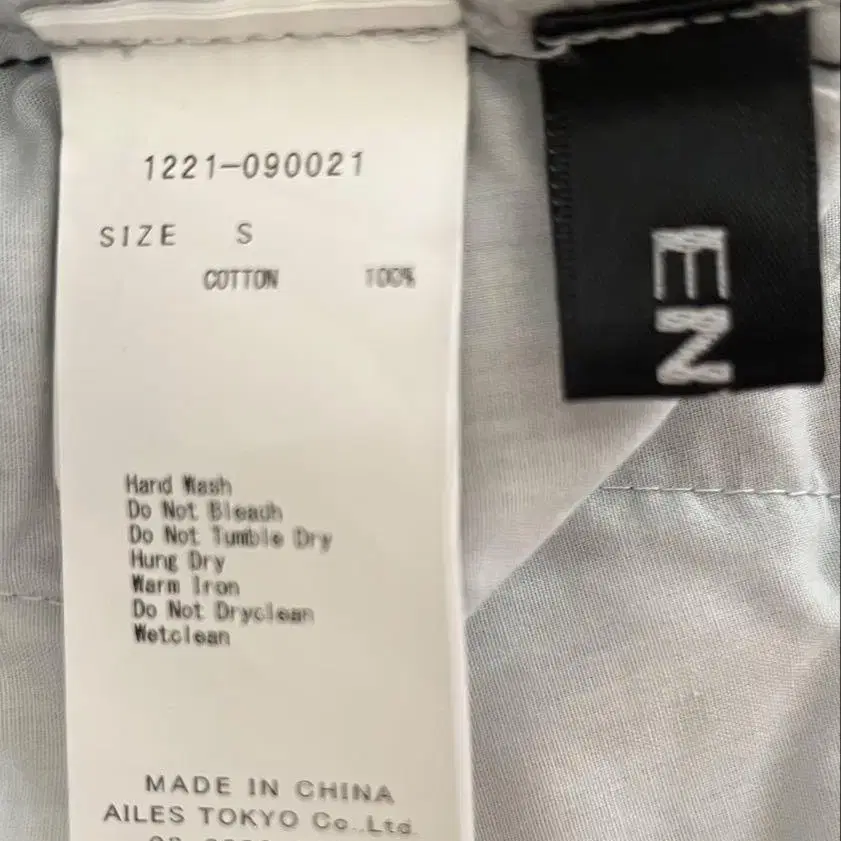 1221-090021
SIZE S
COTTON 100%
Hand Wash
Do Not Bleach
Do Not Tumble Dry
Hung Dry
Warm Iron
Do Not Dryclean
Wetclean
MADE IN CHINA
AILES TOKYO Co.,Ltd
EN